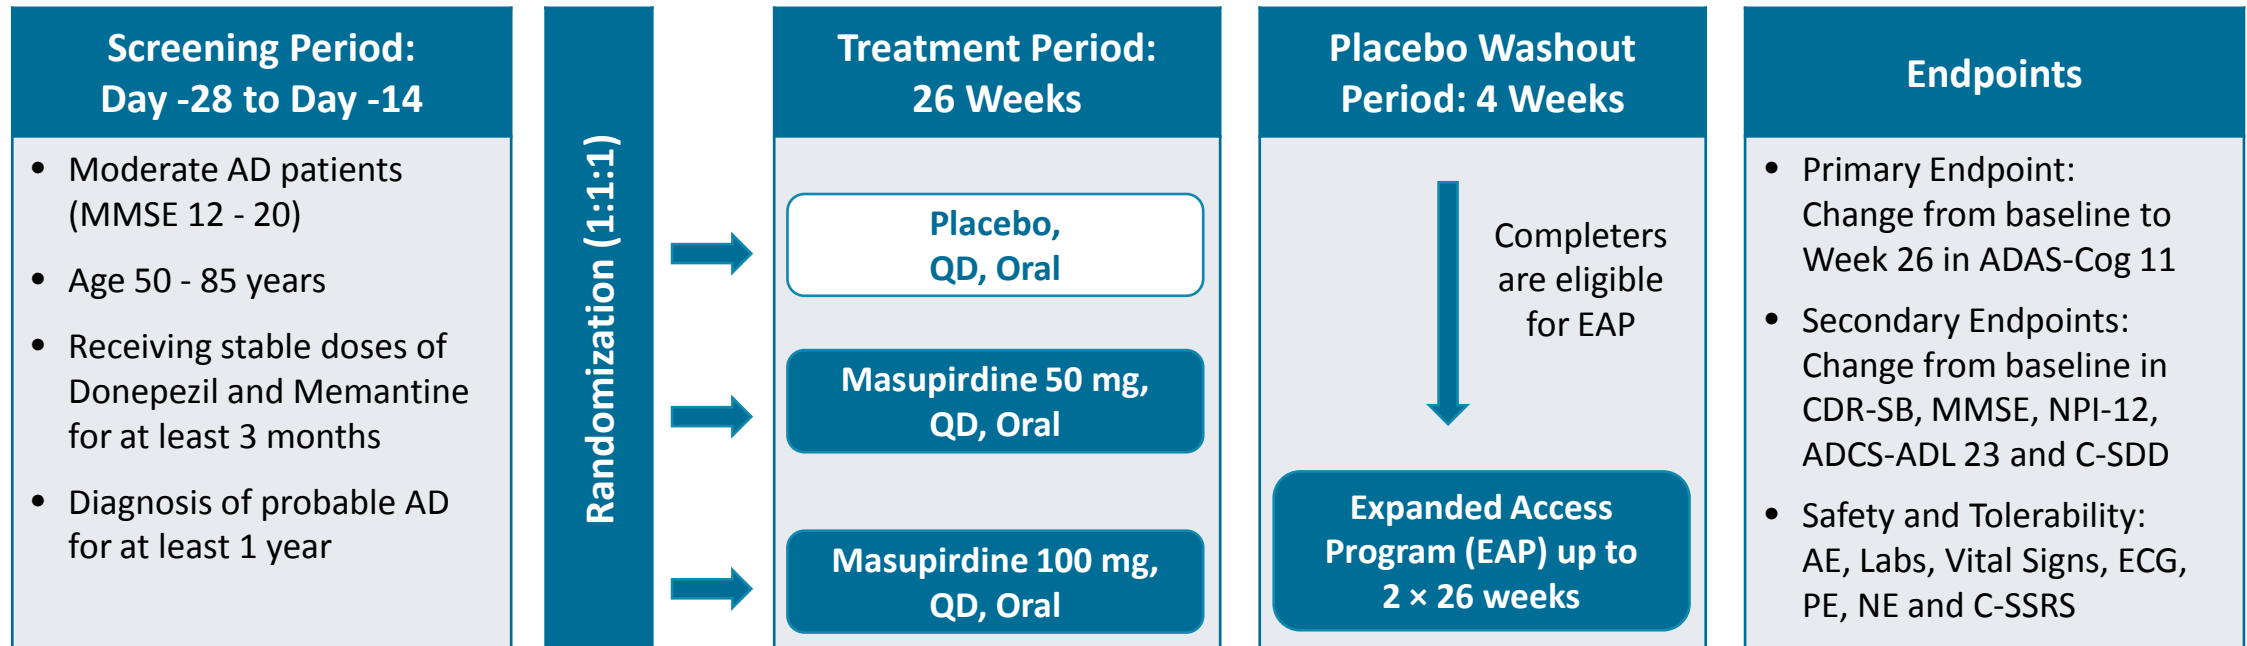 Screening Period:
Day -28 to Day -14
• Moderate AD patients
(MMSE 12 - 20)
• Age 50 - 85 years
• Receiving stable doses of
Donepezil and Memantine
for at least 3 months
• Diagnosis of probable AD
for at least 1 year
Randomization (1:1:1)
Treatment Period:
26 Weeks
Placebo,
QD, Oral
Masupirdine 50 mg,
QD, Oral
Masupirdine 100 mg,
QD, Oral
Placebo Washout
Period: 4 Weeks
Completers
are eligible
for EAP
Expanded Access
Program (EAP) up to
2 × 26 weeks
Endpoints
• Primary Endpoint:
Change from baseline to
Week 26 in ADAS-Cog 11
• Secondary Endpoints:
Change from baseline in
CDR-SB, MMSE, NPI-12,
ADCS-ADL 23 and C-SDD
• Safety and Tolerability:
AE, Labs, Vital Signs, ECG,
PE, NE and C-SSRS